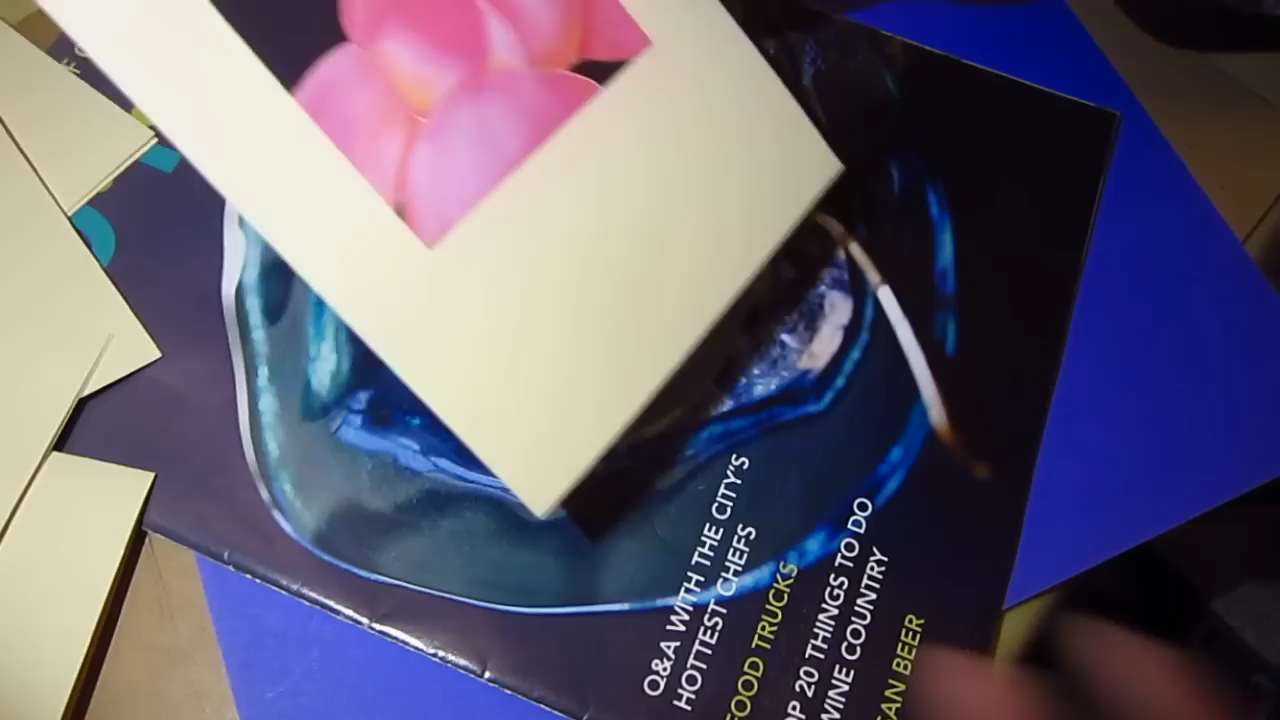 Q&A WITH THE CITY'S
HOTTEST CHEFS
FOOD TRUCKS
20 THINGS TO DO
WINE COUNTRY
BEER